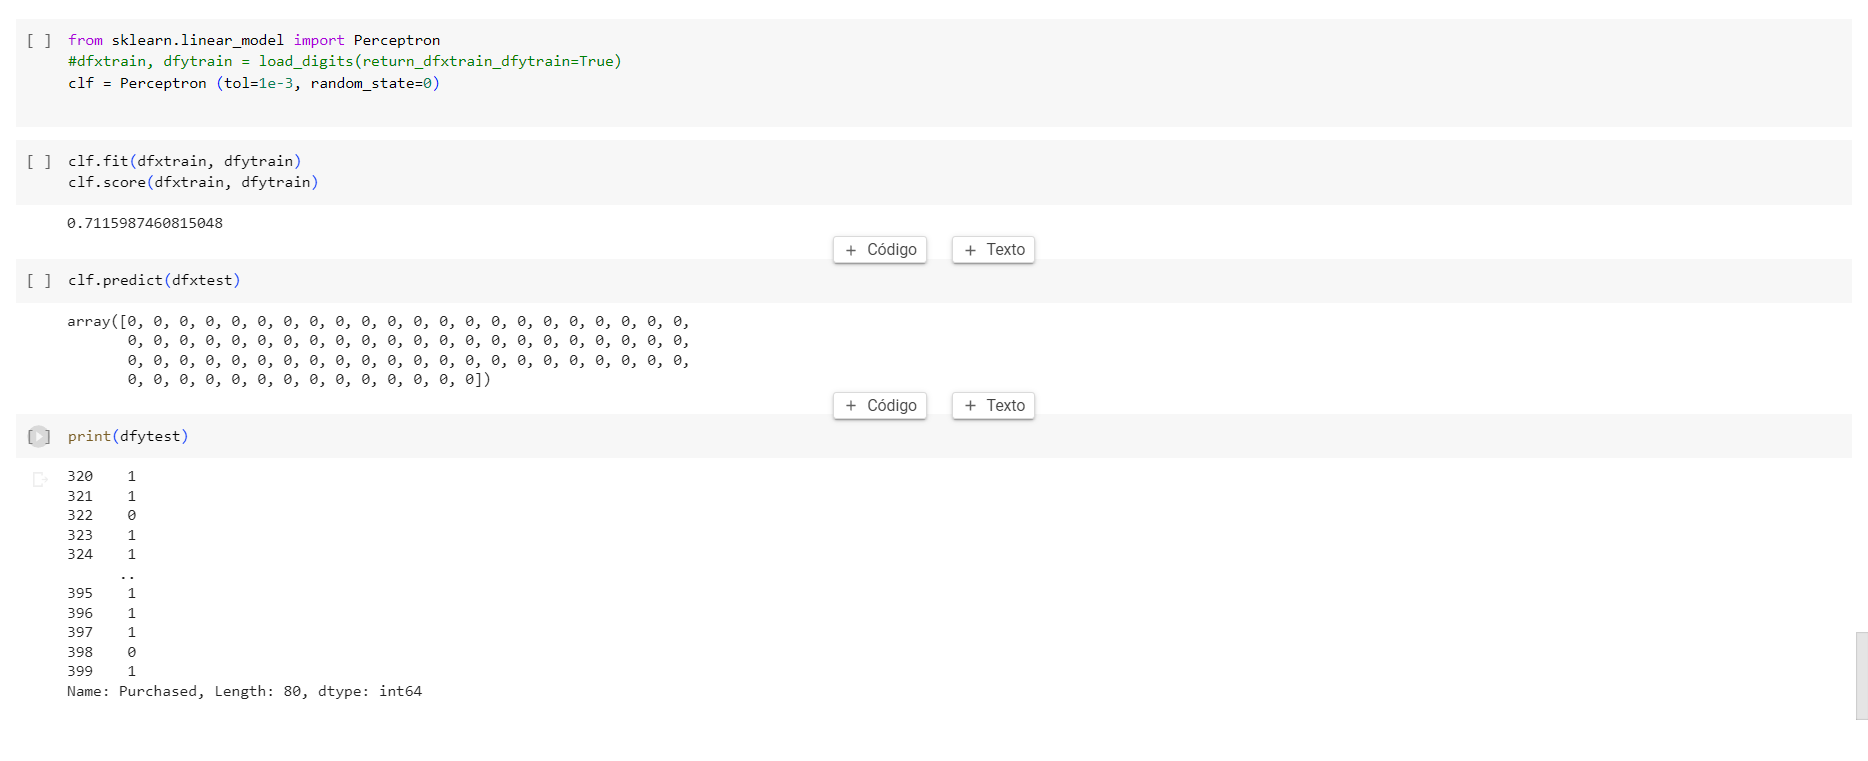 [ ] from sklearn.linear_model import Perceptron
#dfxtrain, dfytrain = load_digits(return_dfxtrain_dfytrain=True)
clf = Perceptron (tol=1e-3, random_state=0)
[ ] clf.fit(dfxtrain, dfytrain)
clf.score(dfxtrain, dfytrain)
0.7115987460815048
+ Código + Texto
[ ] clf.predict(dfxtest)
array([0, 0, 0, 0, 0, 0, 0, 0, 0, 0, 0, 0, 0, 0, 0, 0, 0, 0, 0, 0, 0, 0,
0, 0, 0, 0, 0, 0, 0, 0, 0, 0, 0, 0, 0, 0, 0, 0, 0, 0, 0, 0, 0, 0,
0, 0, 0, 0, 0, 0, 0, 0, 0, 0, 0, 0, 0, 0, 0, 0, 0, 0, 0, 0, 0, 0,
0, 0, 0, 0, 0, 0, 0, 0, 0, 0, 0, 0, 0, 0])
+ Código + Texto
[ ] print(dfytest)
320 1
321 1
322 0
323 1
324 1
..
395 1
396 1
397 1
398 0
399 1
Name: Purchased, Length: 80, dtype: int64